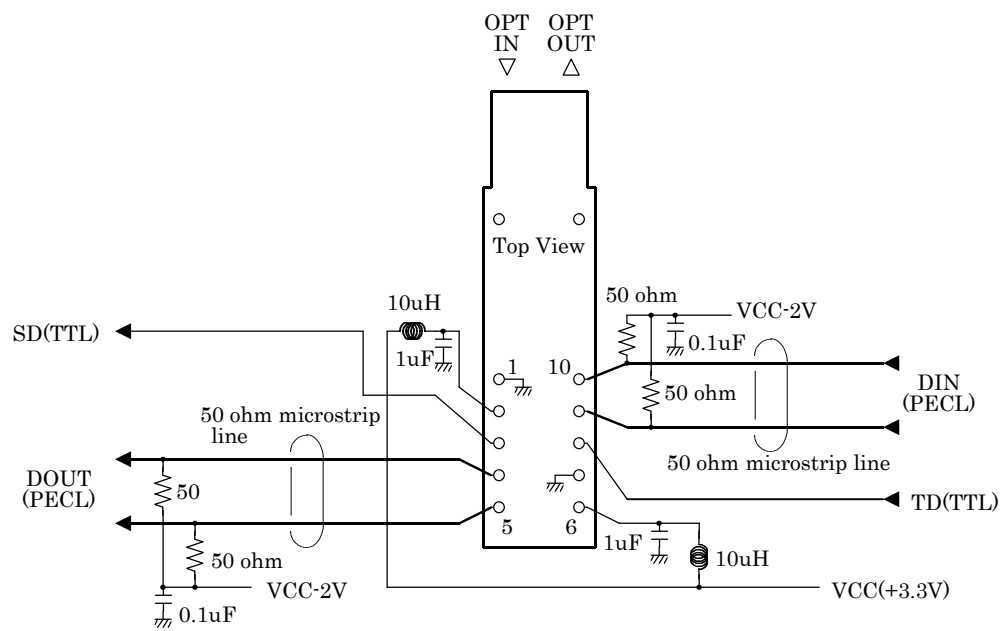 OPT
IN
OPT
OUT
Top View
10uH
1uF
SD(TTL)
50 ohm
VCC-2V
0.1uF
1
10
50 ohm
DIN
(PECL)
50 ohm microstrip
line
50 ohm microstrip line
DOUT
(PECL)
50
50 ohm
VCC-2V
0.1uF
5
6
1uF
10uH
TD(TTL)
VCC(+3.3V)